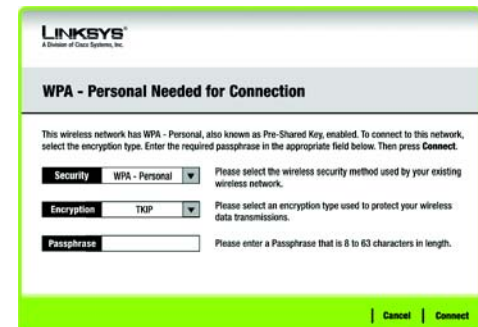 LINKSYS®
A Division of Cisco Systems, Inc.
WPA - Personal Needed for Connection
This wireless network has WPA - Personal, also known as Pre-Shared Key, enabled. To connect to this network,
select the encryption type. Enter the required passphrase in the appropriate field below. Then press Connect.
Security WPA - Personal Please select the wireless security method used by your existing
wireless network.
Encryption TKIP Please select an encryption type used to protect your wireless
data transmissions.
Passphrase Please enter a Passphrase that is 8 to 63 characters in length.
Cancel Connect